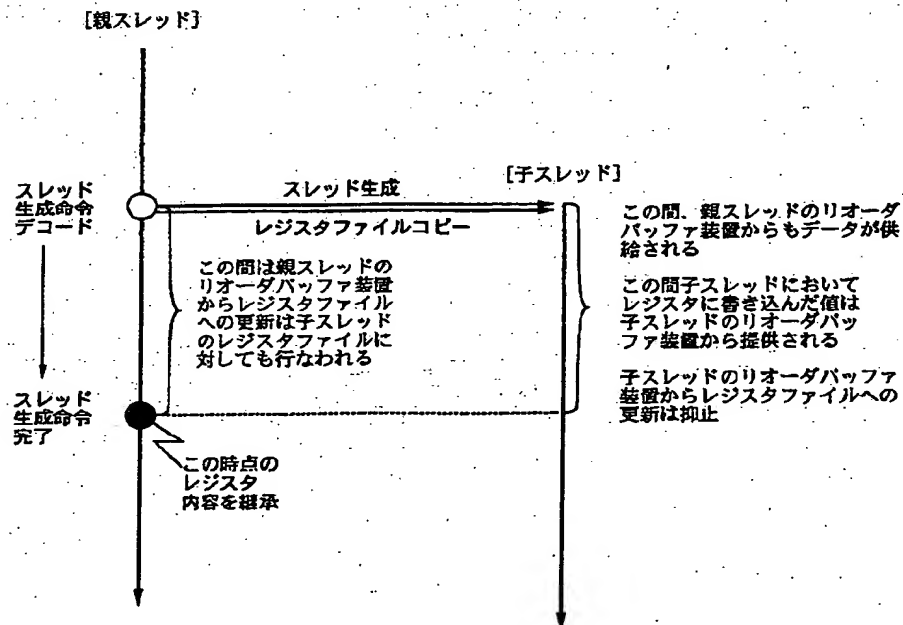 [親スレッド]
[子スレッド]
スレッド
生成命令
デコード
スレッド生成
レジスタファイルコピー
この間は親スレッドの
リオーダバッファ装置
からレジスタファイル
への更新は子スレッド
のレジスタファイルに
対しても行なわれる
この間、親スレッドのリオーダ
バッファ装置からもデータが供
給される
この間子スレッドにおいて
レジスタに書き込んだ値は
子スレッドのリオーダバッ
ファ装置から提供される
子スレッドのリオーダバッファ
装置からレジスタファイルへの
更新は抑止
スレッド
生成命令
完了
この時点の
レジスタ
内容を継承